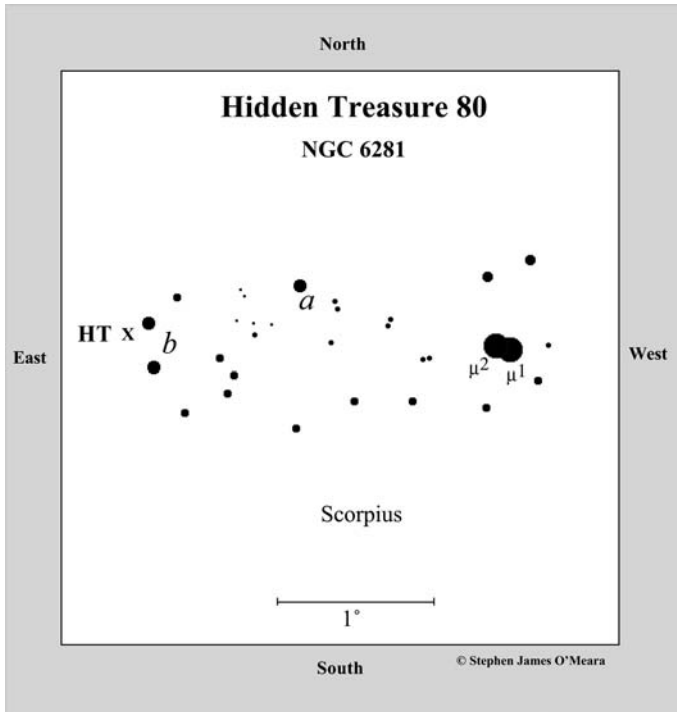 North
Hidden Treasure 80
NGC 6281
a
HT x
b
East
West
µ2
µ1
Scorpius
1°
South
© Stephen James O’Meara